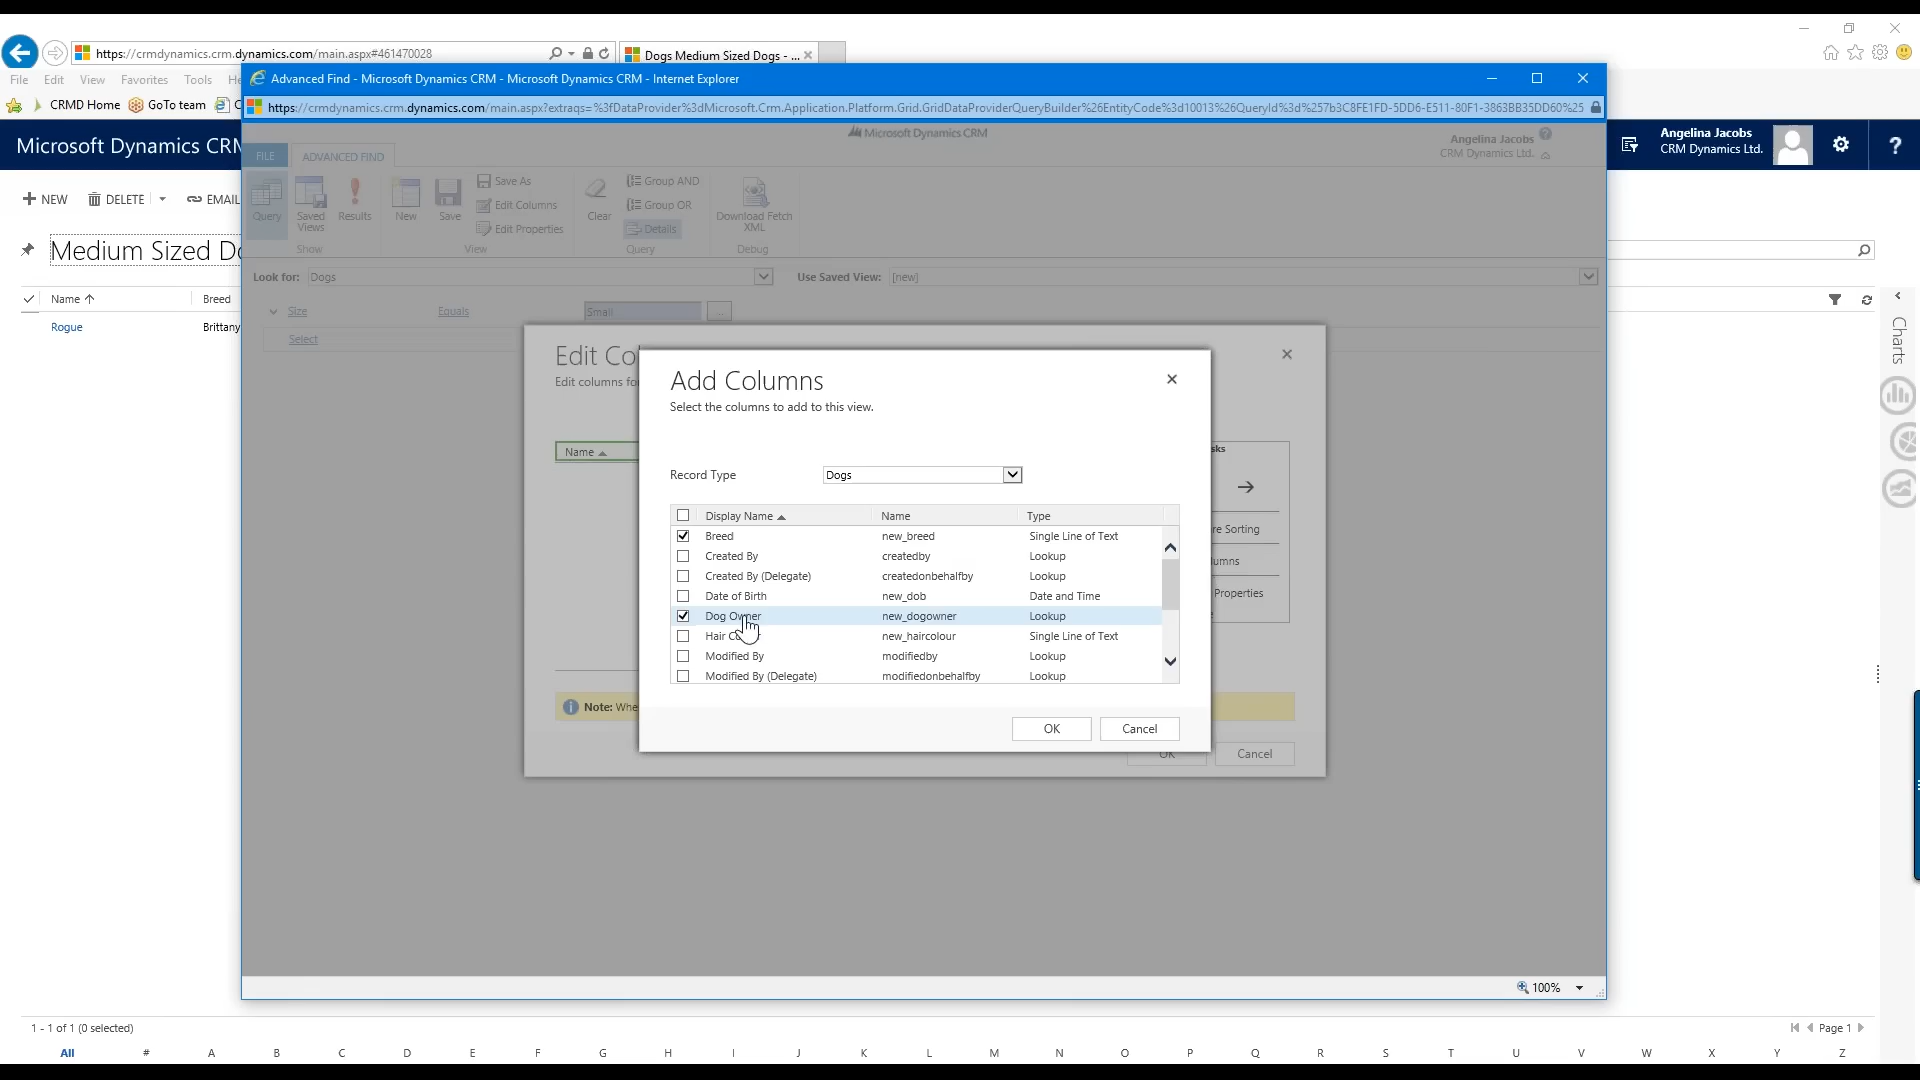 https://crmdynamics.crm.dynamics.com/main.aspx#461470028
Dogs Medium Sized Dogs - ...
File Edit View Favorites Tools He
Advanced Find - Microsoft Dynamics CRM - Microsoft Dynamics CRM - Internet Explorer
CRMD Home GoTo team
https://crmdynamics.crm.dynamics.com/main.aspx?extraqs=%3fDataProvider%3dMicrosoft.Crm.Application.Platform.Grid.GridDataProviderQueryBuilder%26EntityCode%3d10013%26QueryId%3d%257b3C8FE1FD-5DD6-E511-80F1-3863BB35DD60%25
Microsoft Dynamics CRM
Microsoft Dynamics CRM
Angelina Jacobs
CRM Dynamics Ltd.
Angelina Jacobs
CRM Dynamics Ltd.
?
FILE ADVANCED FIND
NEW DELETE EMAIL
Query
Saved Views
Results
New
Save
Save As
Edit Columns
Edit Properties
Clear
Group AND
Group OR
Details
Download Fetch XML
Show View Query Debug
Medium Sized Do
Look for: Dogs Use Saved View: [new]
Name Breed
Size Equals Small ...
Rogue Brittany
Select
Charts
Edit Co
Edit columns fo
Name
sks
re Sorting
umns
Properties
Note: Whe
OK Cancel
Add Columns
Select the columns to add to this view.
Record Type Dogs
Display Name Name Type
Breed new_breed Single Line of Text
Created By createdby Lookup
Created By (Delegate) createdonbehalfby Lookup
Date of Birth new_dob Date and Time
Dog Owner new_dogowner Lookup
Hair Co r new_haircolour Single Line of Text
Modified By modifiedby Lookup
Modified By (Delegate) modifiedonbehalfby Lookup
OK Cancel
100%
1 - 1 of 1 (0 selected) Page 1
All # A B C D E F G H I J K L M N O P Q R S T U V W X Y Z